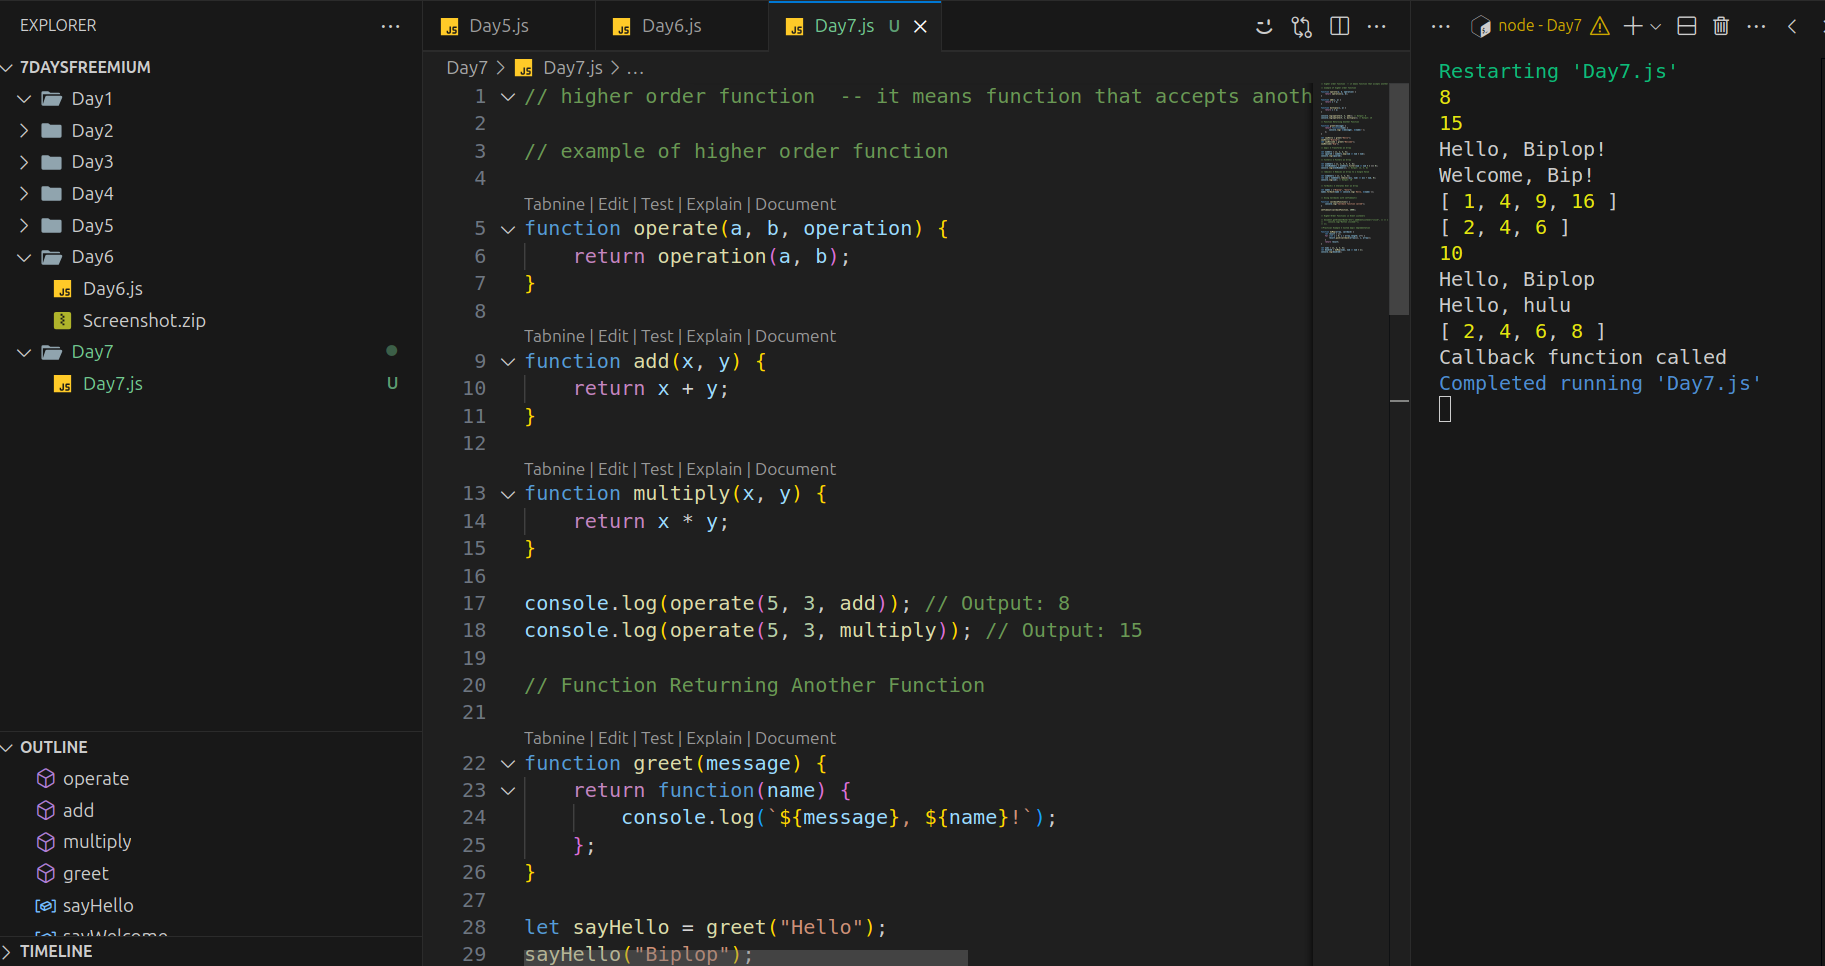 EXPLORER
7DAYSFREEMIUM
Day1
Day2
Day3
Day4
Day5
Day6
Day6.js
Screenshot.zip
Day7
Day7.js U
OUTLINE
operate
add
multiply
greet
sayHello
sayWelcome
TIMELINE
Day5.js Day6.js Day7.js U
Day7 > Day7.js > ...
1 // higher order function  -- it means function that accepts anoth
2
3 // example of higher order function
4
Tabnine | Edit | Test | Explain | Document
5 function operate(a, b, operation) {
6     return operation(a, b);
7 }
8
Tabnine | Edit | Test | Explain | Document
9 function add(x, y) {
10     return x + y;
11 }
12
Tabnine | Edit | Test | Explain | Document
13 function multiply(x, y) {
14     return x * y;
15 }
16
17 console.log(operate(5, 3, add)); // Output: 8
18 console.log(operate(5, 3, multiply)); // Output: 15
19
20 // Function Returning Another Function
21
Tabnine | Edit | Test | Explain | Document
22 function greet(message) {
23     return function(name) {
24         console.log(`${message}, ${name}!`);
25     };
26 }
27
28 let sayHello = greet("Hello");
29 sayHello("Biplop");
node - Day7
Restarting 'Day7.js'
8
15
Hello, Biplop!
Welcome, Bip!
[ 1, 4, 9, 16 ]
[ 2, 4, 6 ]
10
Hello, Biplop
Hello, hulu
[ 2, 4, 6, 8 ]
Callback function called
Completed running 'Day7.js'